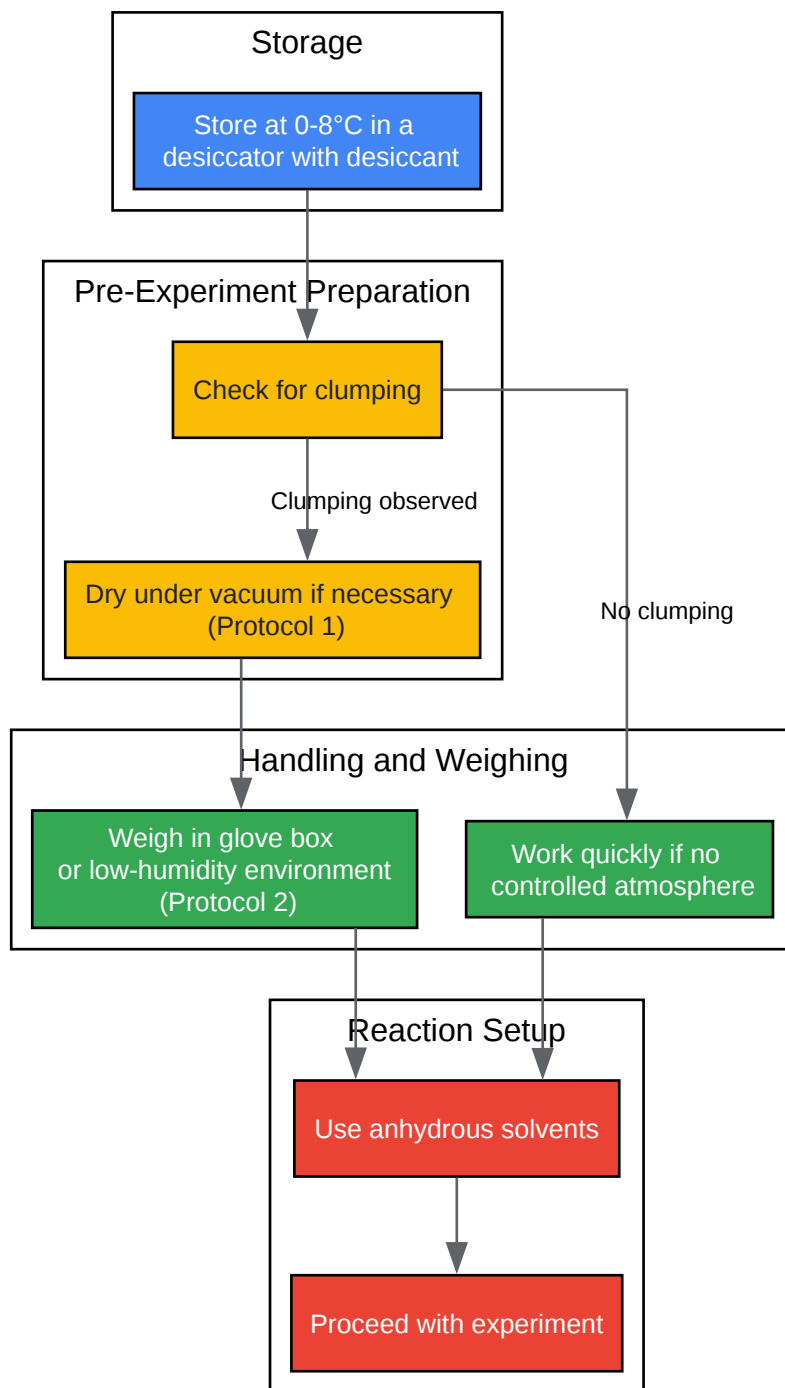 Storage
Store at 0-8°C in a
desiccator with desiccant
Pre-Experiment Preparation
Check for clumping
Clumping observed
Dry under vacuum if necessary
(Protocol 1)
No clumping
Handling and Weighing
Weigh in glove box
or low-humidity environment
(Protocol 2)
Work quickly if no
controlled atmosphere
Reaction Setup
Use anhydrous solvents
Proceed with experiment